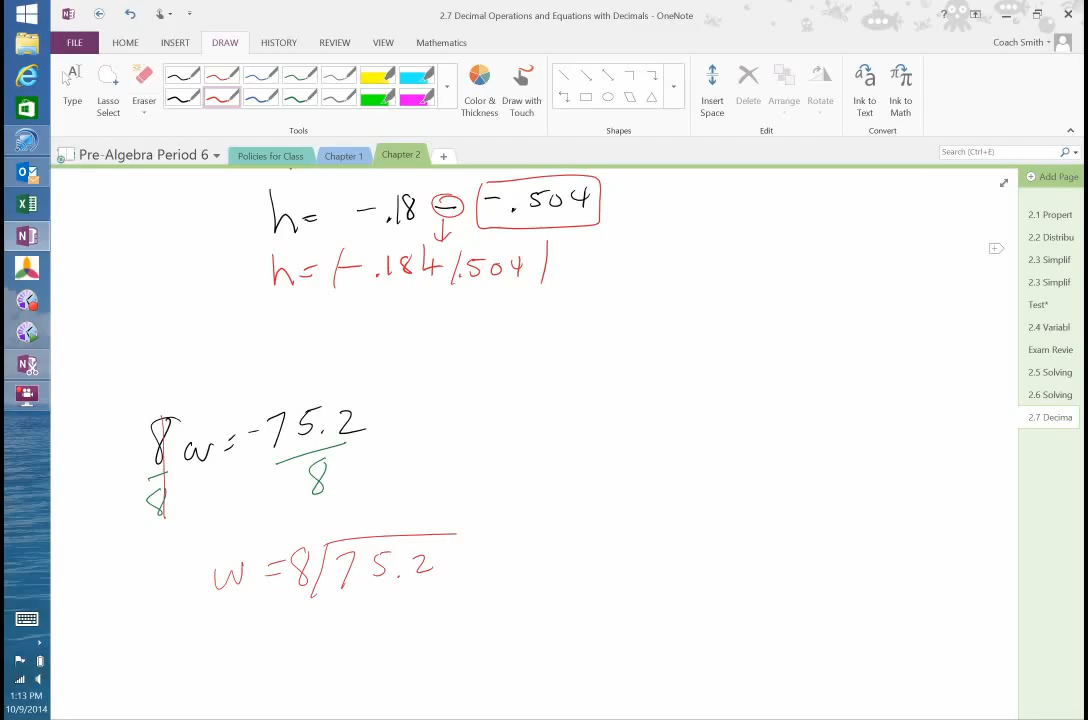 2.7 Decimal Operations and Equations with Decimals - OneNote
?
FILE HOME INSERT DRAW HISTORY REVIEW VIEW Mathematics
Coach Smith
Type Lasso Select Eraser Color & Thickness Draw with Touch
Insert Space Delete Arrange Rotate Ink to Text Ink to Math
Tools Shapes Edit Convert
Pre-Algebra Period 6 Policies for Class Chapter 1 Chapter 2 +
Search (Ctrl+E)
Add Page
2.1 Propert
2.2 Distribu
2.3 Simplif
2.3 Simplif
Test*
2.4 Variabl
Exam Revie
2.5 Solving
2.6 Solving
2.7 Decima
h = -.18 - -.504
h = (-.18 + (.504)
8w = -75.2
8 8
w = 8)75.2
1:13 PM
10/9/2014